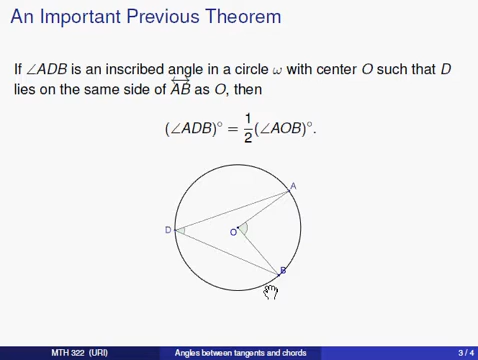 An Important Previous Theorem
If ∠ADB is an inscribed angle in a circle ω with center O such that D
lies on the same side of \overleftrightarrow{AB} as O, then
(∠ADB)° = \frac{1}{2}(∠AOB)°.
A
D
O
B
MTH 322 (URI) Angles between tangents and chords 3 / 4